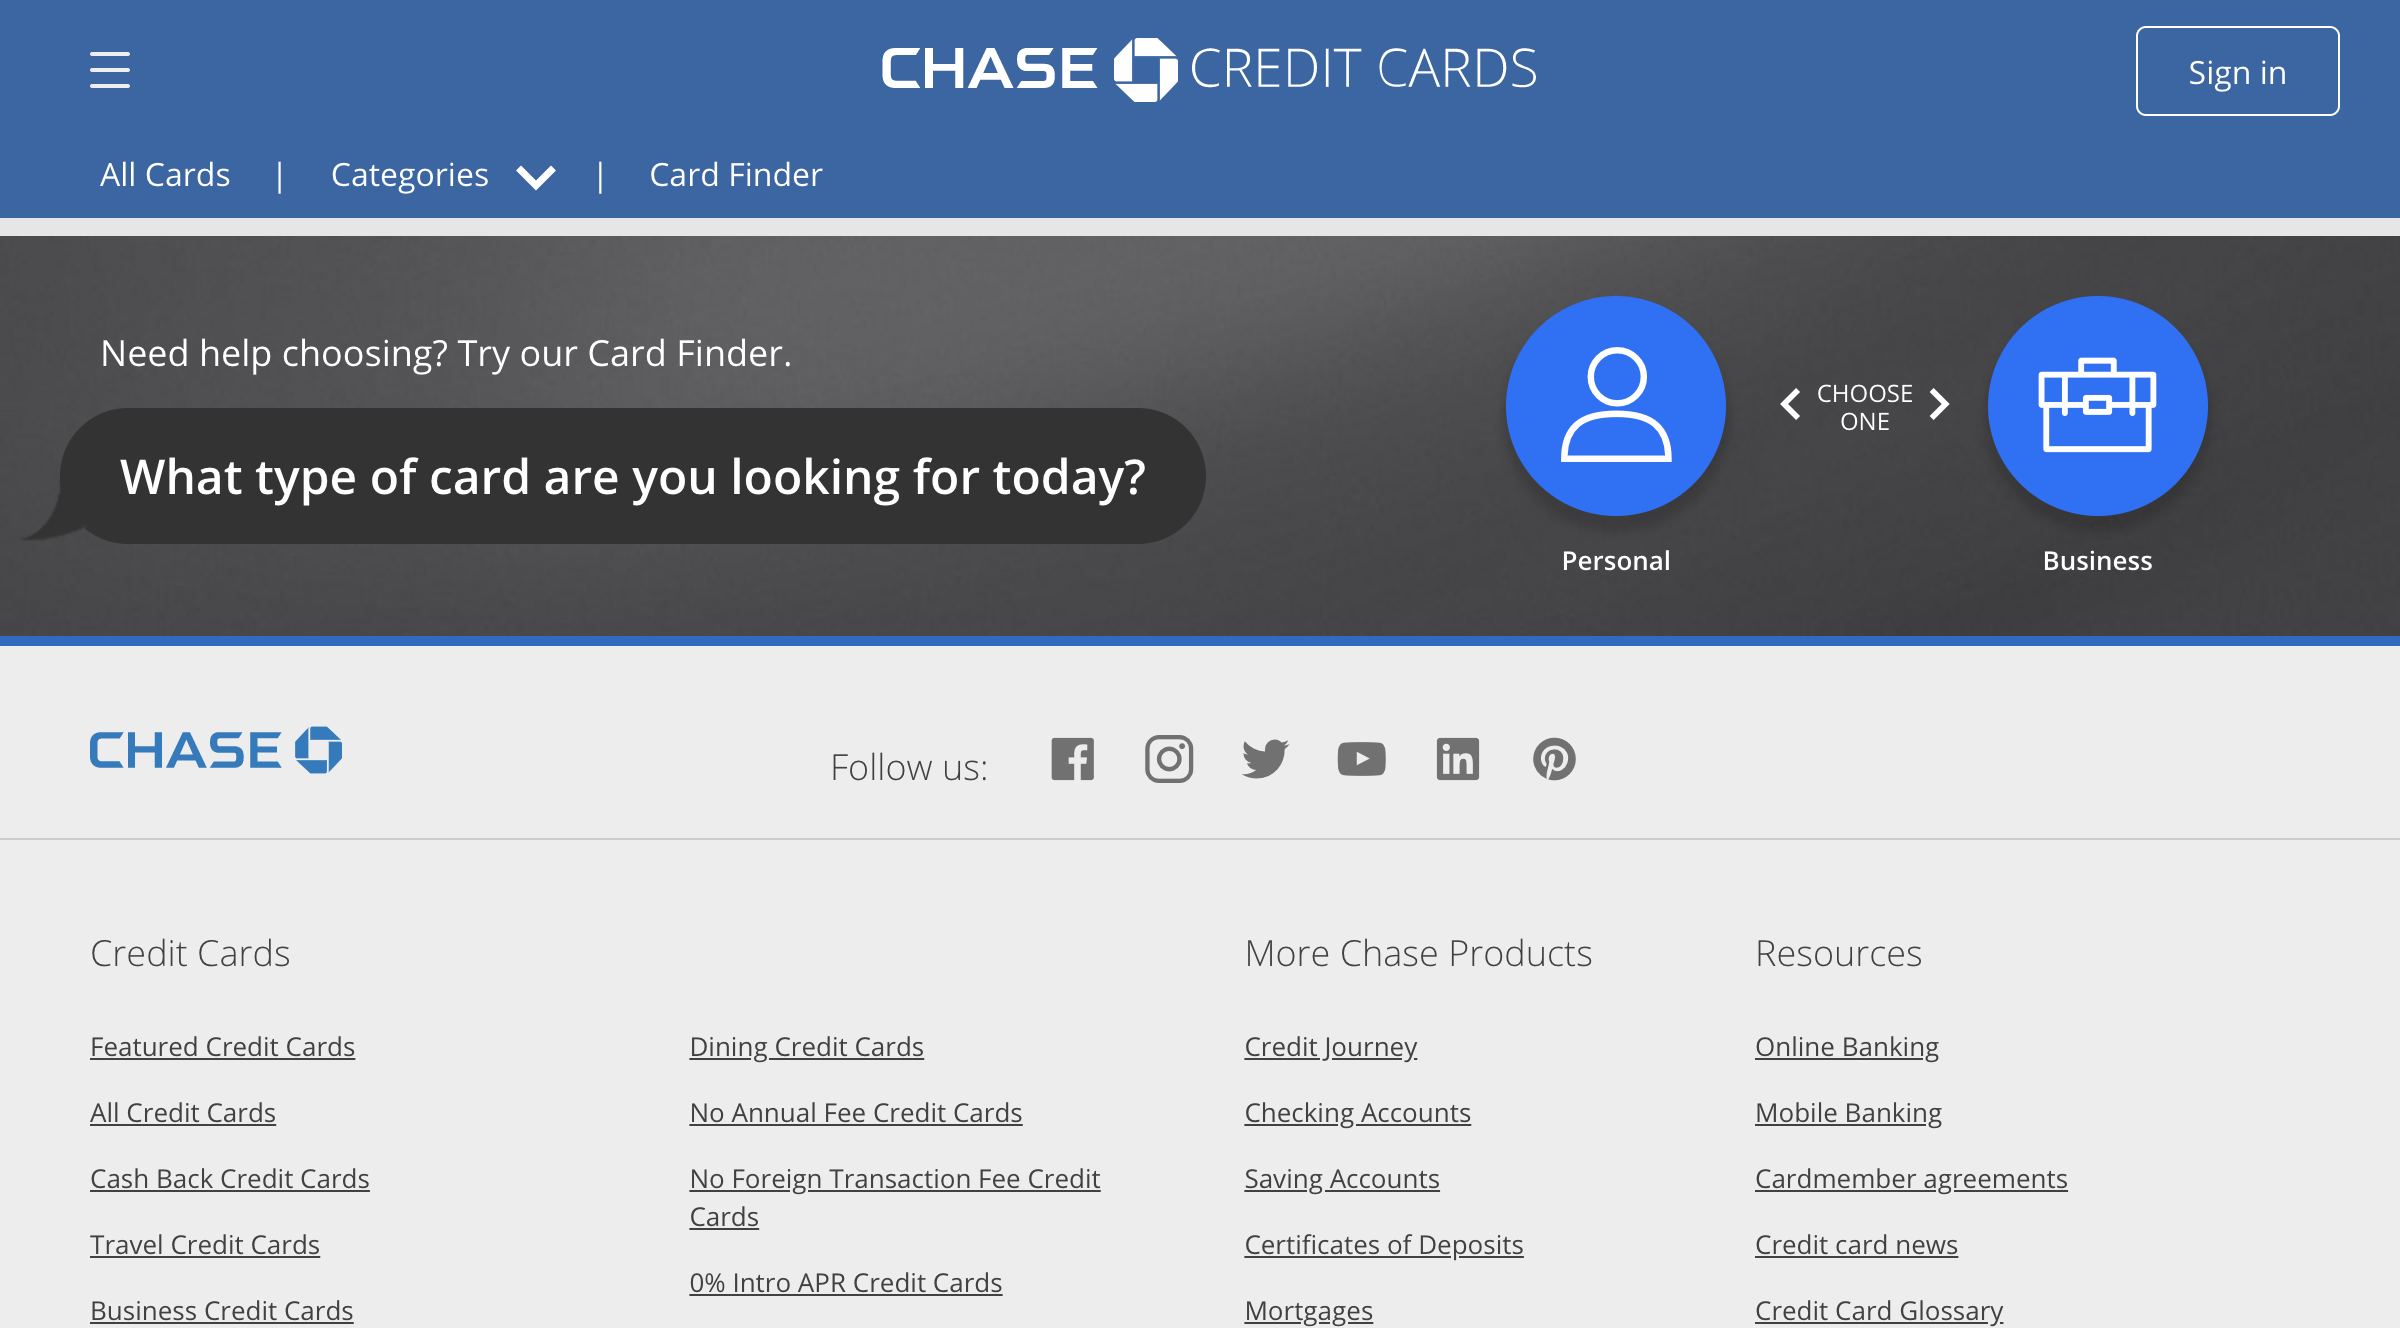 CHASE CREDIT CARDS
Sign in
All Cards | Categories | Card Finder
Need help choosing? Try our Card Finder.
What type of card are you looking for today?
CHOOSE
ONE
Personal
Business
CHASE
Follow us:
Credit Cards
Featured Credit Cards
All Credit Cards
Cash Back Credit Cards
Travel Credit Cards
Business Credit Cards
Dining Credit Cards
No Annual Fee Credit Cards
No Foreign Transaction Fee Credit
Cards
0% Intro APR Credit Cards
More Chase Products
Credit Journey
Checking Accounts
Saving Accounts
Certificates of Deposits
Mortgages
Resources
Online Banking
Mobile Banking
Cardmember agreements
Credit card news
Credit Card Glossary